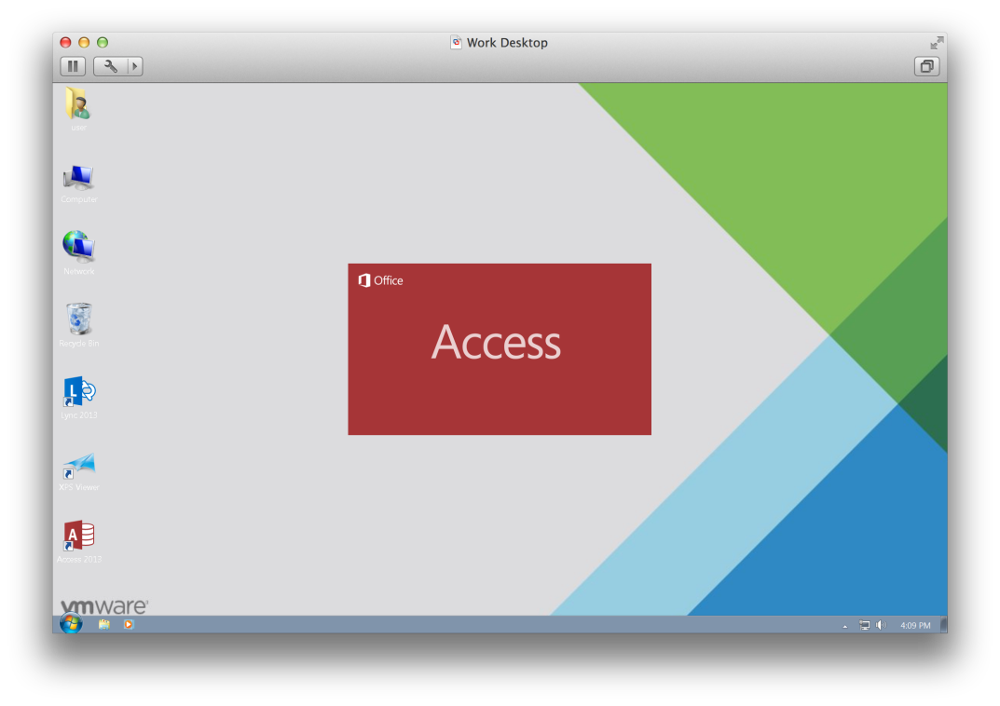 Work Desktop
user
Computer
Network
Recycle Bin
Lync 2013
XPS Viewer
Access 2013
Office
Access
vmware
4:09 PM